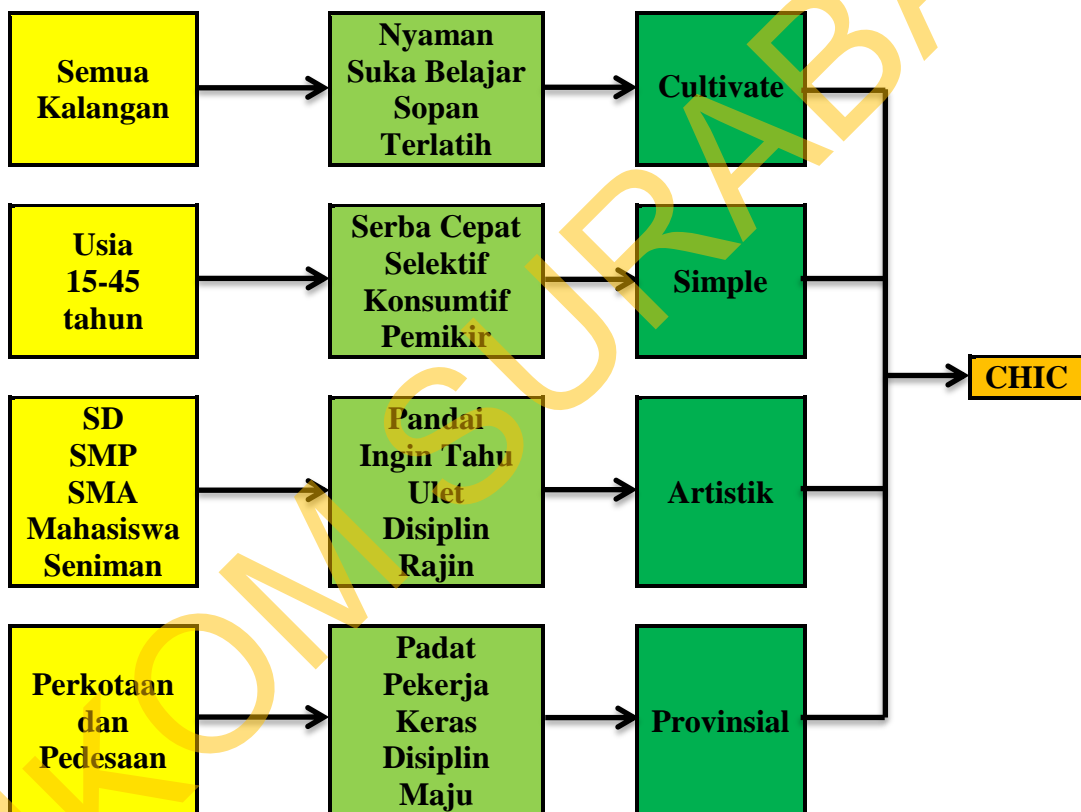 Semua
Kalangan
Nyaman
Suka Belajar
Sopan
Terlatih
Cultivate
Usia
15-45
tahun
Serba Cepat
Selektif
Konsumtif
Pemikir
Simple
CHIC
SD
SMP
SMA
Mahasiswa
Seniman
Pandai
Ingin Tahu
Ulet
Disiplin
Rajin
Artistik
Perkotaan
dan
Pedesaan
Padat
Pekerja
Keras
Disiplin
Maju
Provinsial
KOM SURABA